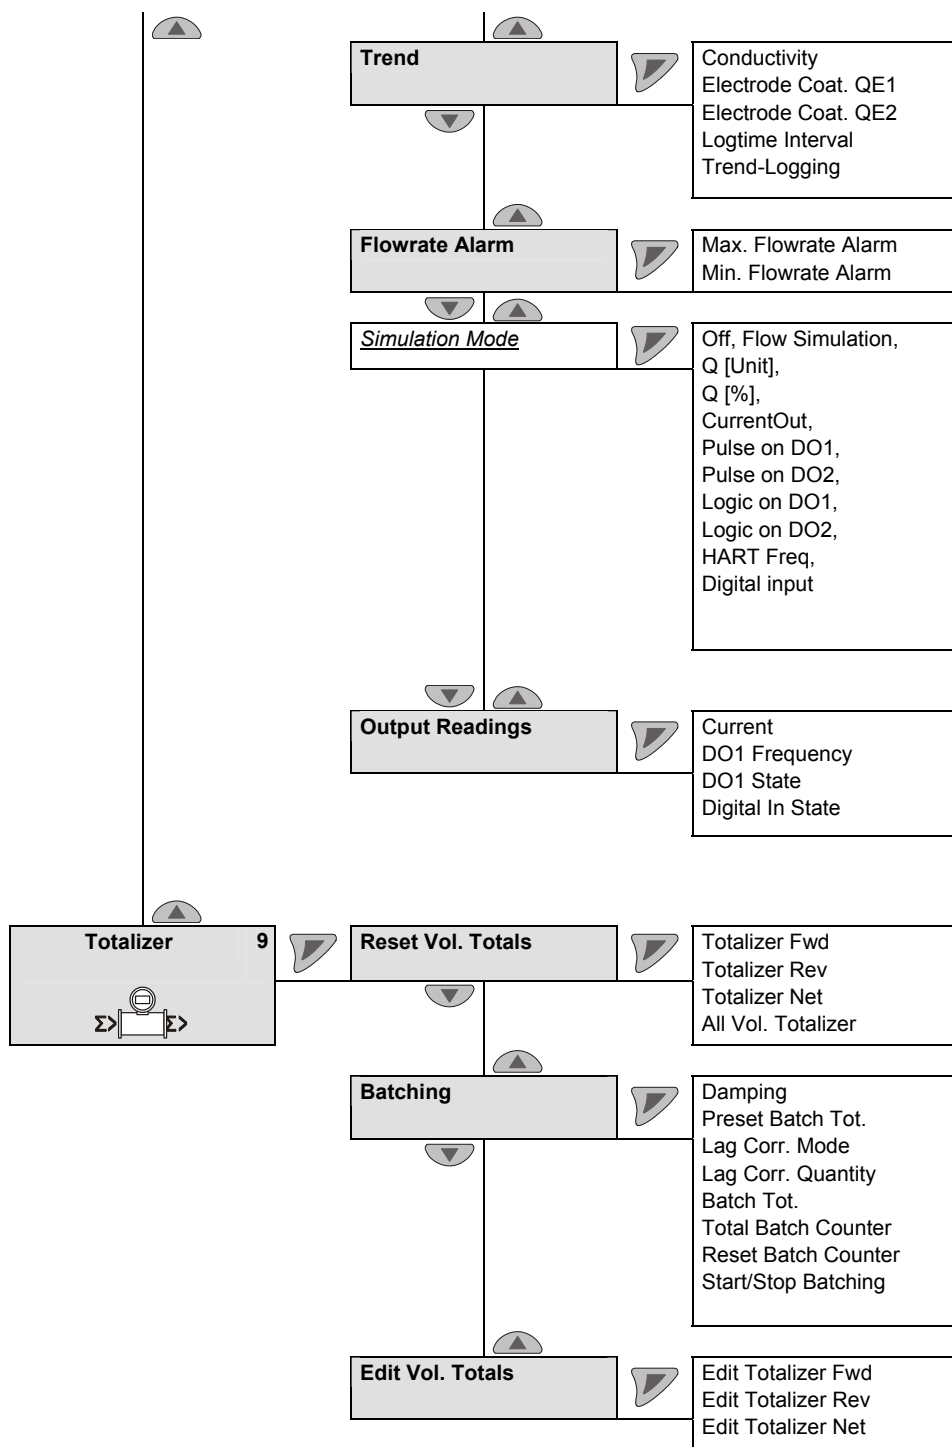 Trend
Conductivity
Electrode Coat. QE1
Electrode Coat. QE2
Logtime Interval
Trend-Logging
Flowrate Alarm
Max. Flowrate Alarm
Min. Flowrate Alarm
Simulation Mode
Off, Flow Simulation,
Q [Unit],
Q [%],
CurrentOut,
Pulse on DO1,
Pulse on DO2,
Logic on DO1,
Logic on DO2,
HART Freq,
Digital input
Output Readings
Current
DO1 Frequency
DO1 State
Digital In State
Totalizer 9
Σ> Σ>
Reset Vol. Totals
Totalizer Fwd
Totalizer Rev
Totalizer Net
All Vol. Totalizer
Batching
Damping
Preset Batch Tot.
Lag Corr. Mode
Lag Corr. Quantity
Batch Tot.
Total Batch Counter
Reset Batch Counter
Start/Stop Batching
Edit Vol. Totals
Edit Totalizer Fwd
Edit Totalizer Rev
Edit Totalizer Net